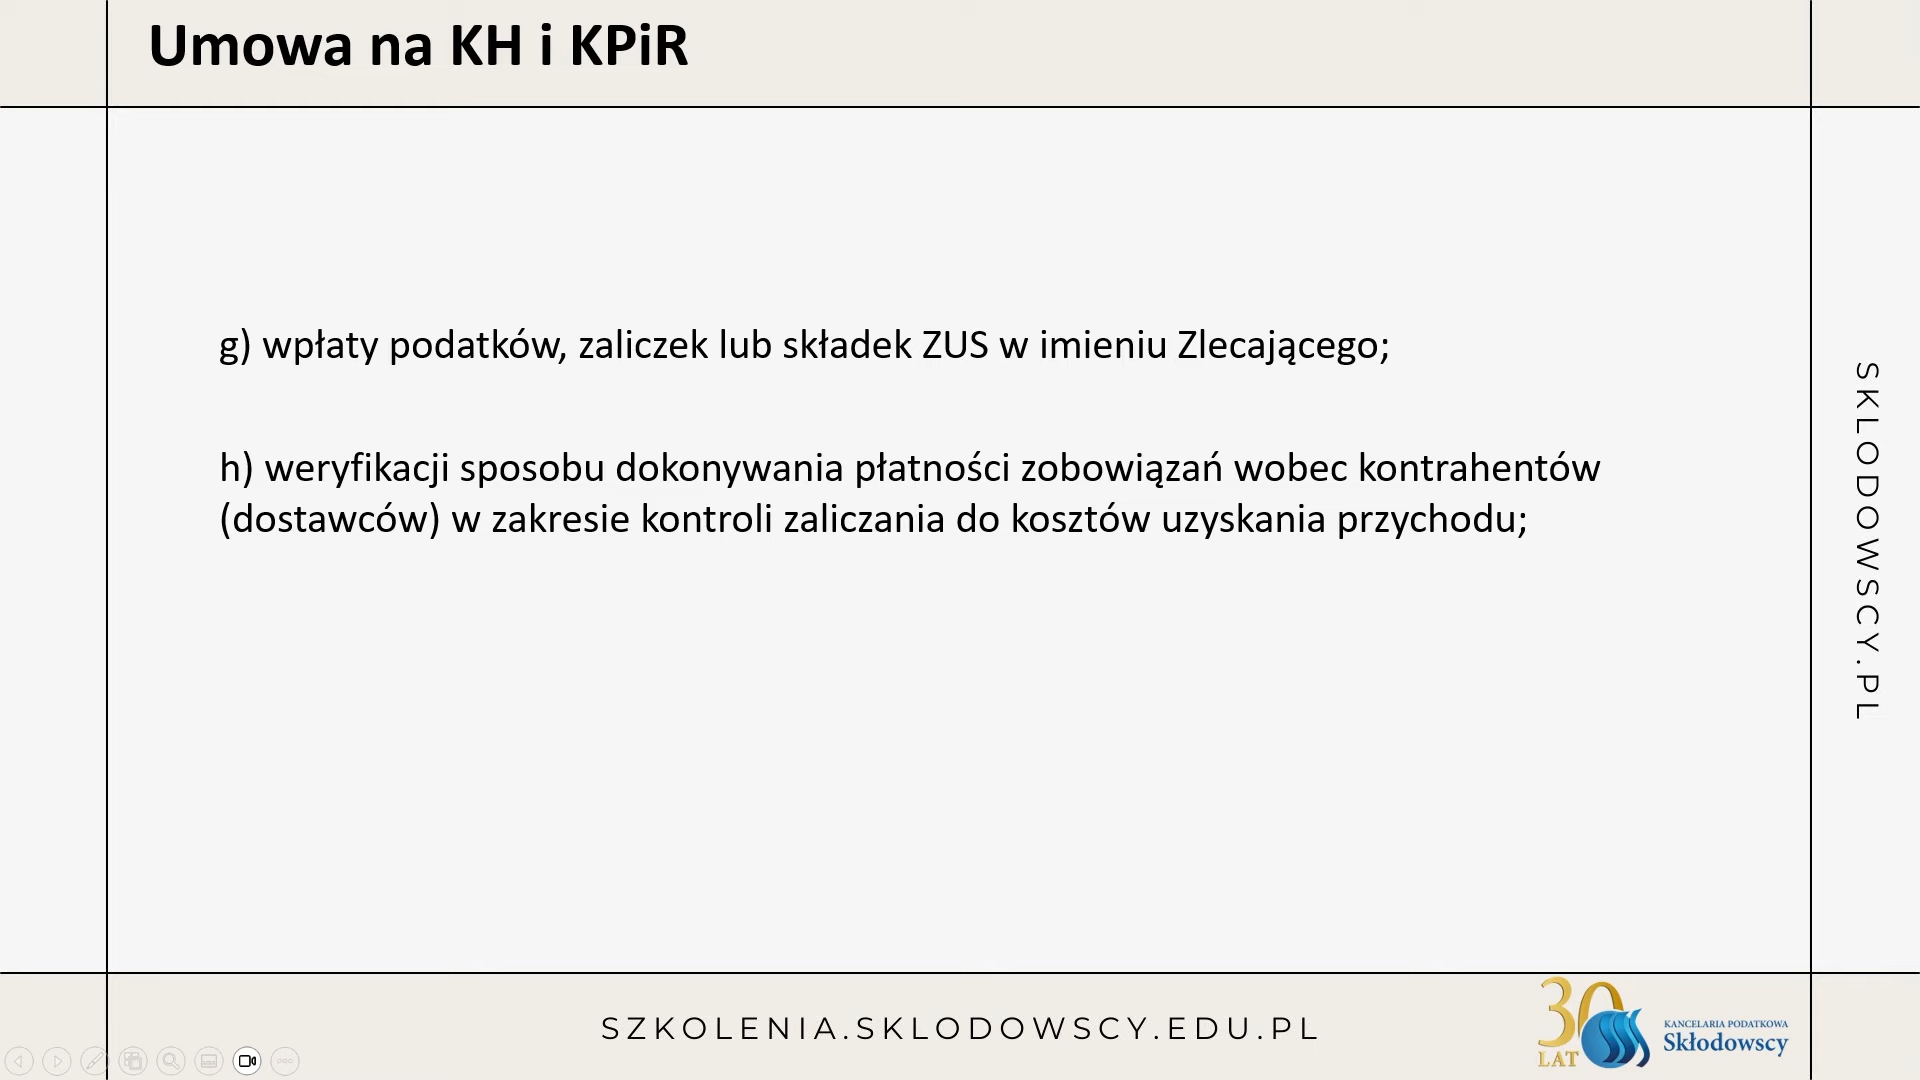 Umowa na KH i KPiR
g) wpłaty podatków, zaliczek lub składek ZUS w imieniu Zlecającego;
h) weryfikacji sposobu dokonywania płatności zobowiązań wobec kontrahentów
(dostawców) w zakresie kontroli zaliczania do kosztów uzyskania przychodu;
SKLODOWSCY.PL
SZKOLENIA.SKLODOWSCY.EDU.PL
30
LAT
KANCELARIA PODATKOWA
Skłodowscy